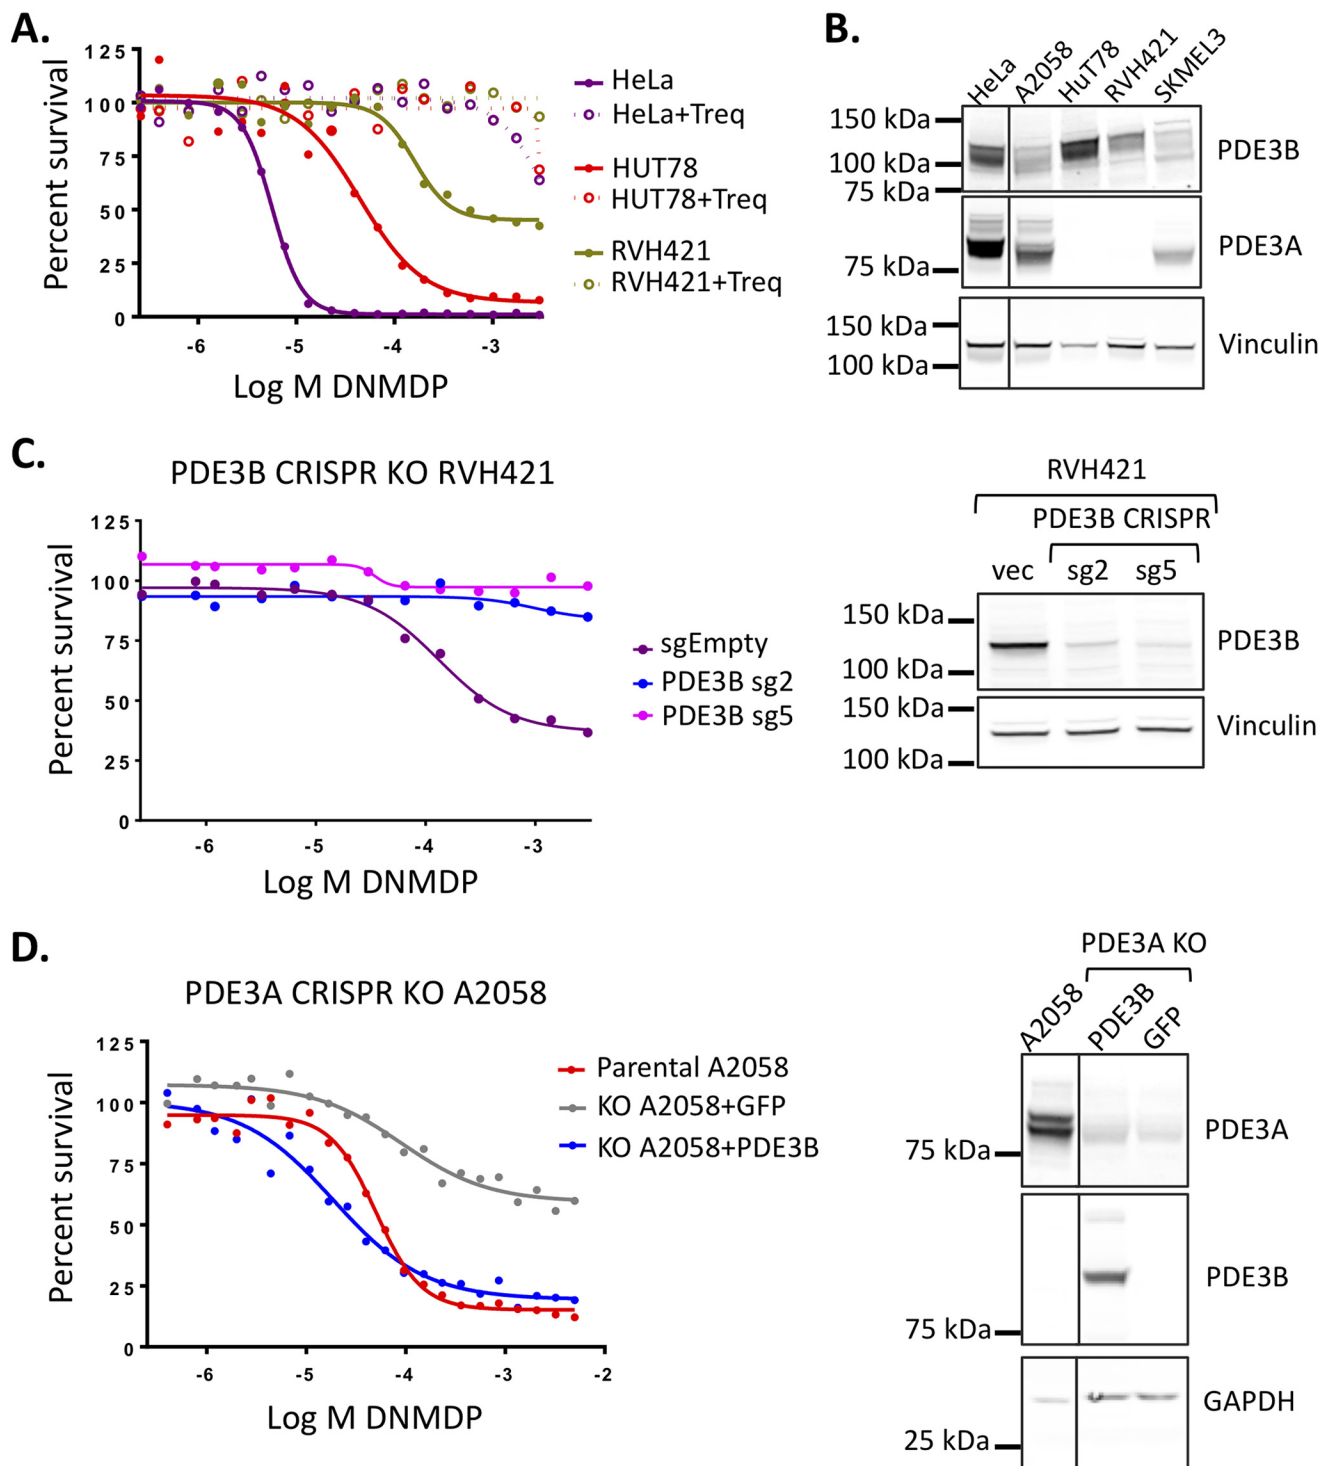 A.
125
100
75
50
25
0
Percent survival
-6
-5
-4
-3
Log M DNMDP
HeLa
HeLa+Treq
HUT78
HUT78+Treq
RVH421
RVH421+Treq
B.
HeLa
A2058
HuT78
RVH421
SKMEL3
150 kDa
100 kDa
75 kDa
PDE3B
75 kDa
PDE3A
150 kDa
100 kDa
Vinculin
C.
PDE3B CRISPR KO RVH421
125
100
75
50
25
0
Percent survival
-6
-5
-4
-3
Log M DNMDP
sgEmpty
PDE3B sg2
PDE3B sg5
RVH421
PDE3B CRISPR
vec
sg2
sg5
150 kDa
100 kDa
PDE3B
150 kDa
100 kDa
Vinculin
D.
PDE3A CRISPR KO A2058
125
100
75
50
25
0
Percent survival
-6
-5
-4
-3
-2
Log M DNMDP
Parental A2058
KO A2058+GFP
KO A2058+PDE3B
PDE3A KO
A2058
PDE3B
GFP
75 kDa
PDE3A
75 kDa
PDE3B
25 kDa
GAPDH